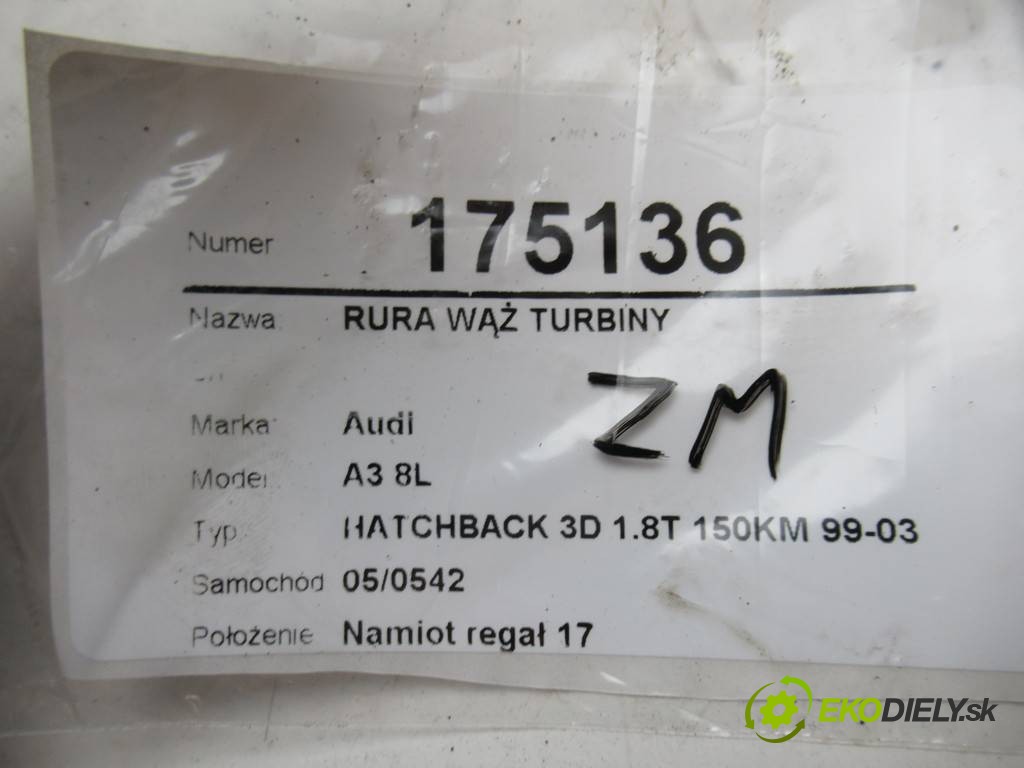 Numer 175136
Nazwa RURA WĄŻ TURBINY
ZM
Marka: Audi
Model A3 8L
Typ HATCHBACK 3D 1.8T 150KM 99-03
Samochód 05/0542
Położenie Namiot regał 17
EKODIELY.sk